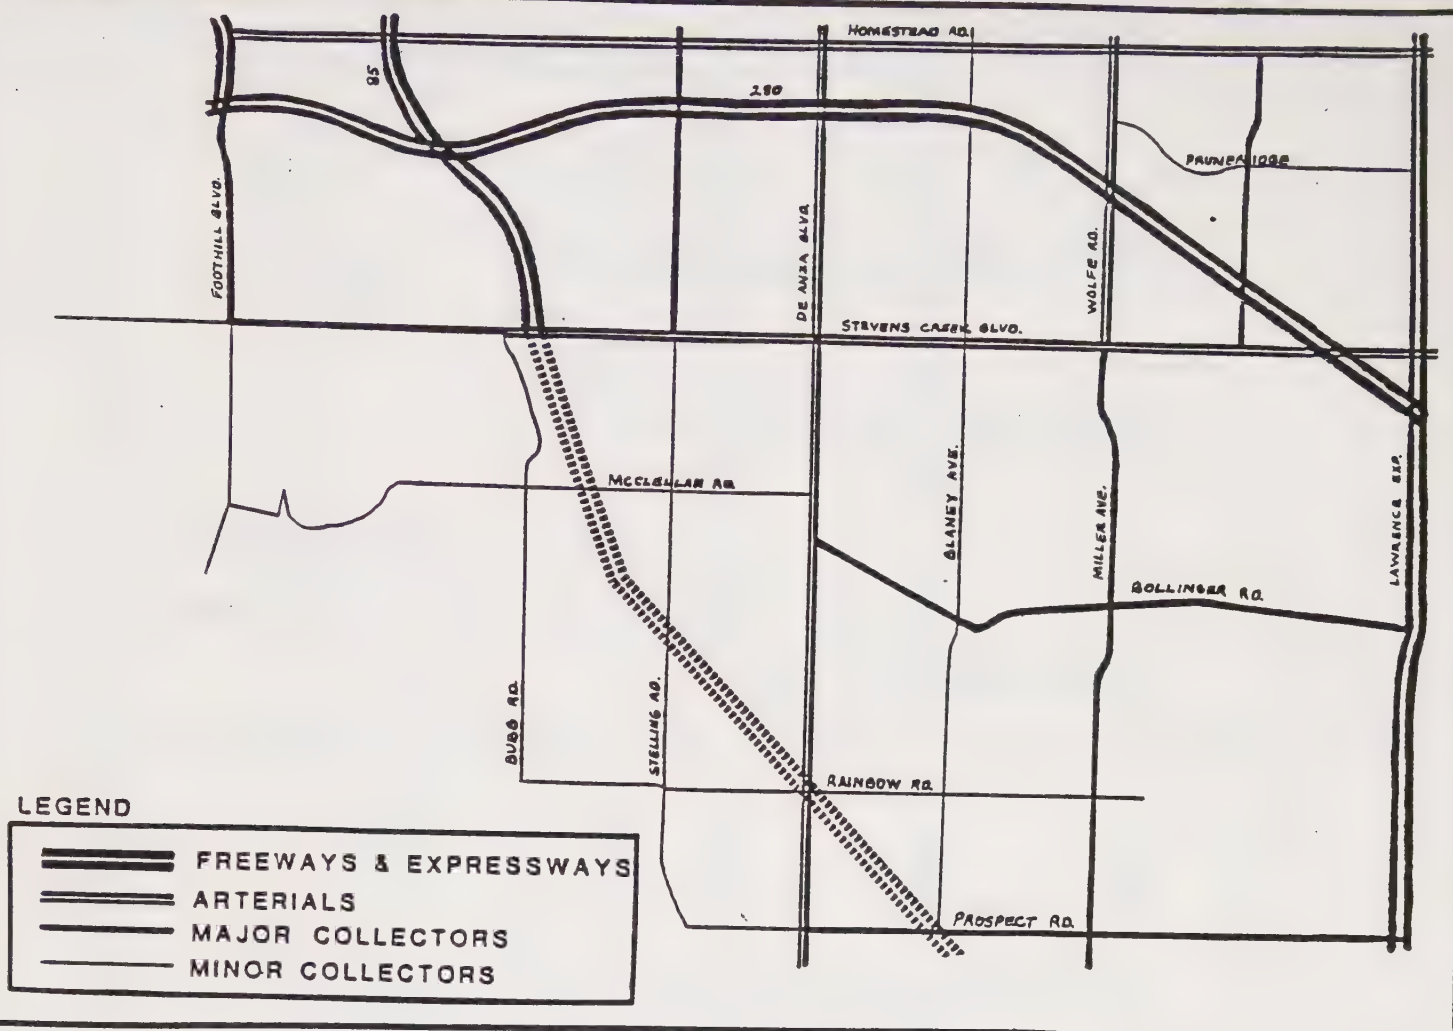 HOMESTEAD RD.
85
280
PRUNERIDGE
FOOTHILL BLVD.
DE ANZA BLVD.
WOLFE RD.
STEVENS CREEK BLVD.
MCCLELLAN RD.
BLANEY AVE.
MILLER AVE.
LAWRENCE EXP.
BOLLINGER RD.
BUBB RD.
STELLING RD.
RAINBOW RD.
PROSPECT RD.
LEGEND
FREEWAYS & EXPRESSWAYS
ARTERIALS
MAJOR COLLECTORS
MINOR COLLECTORS